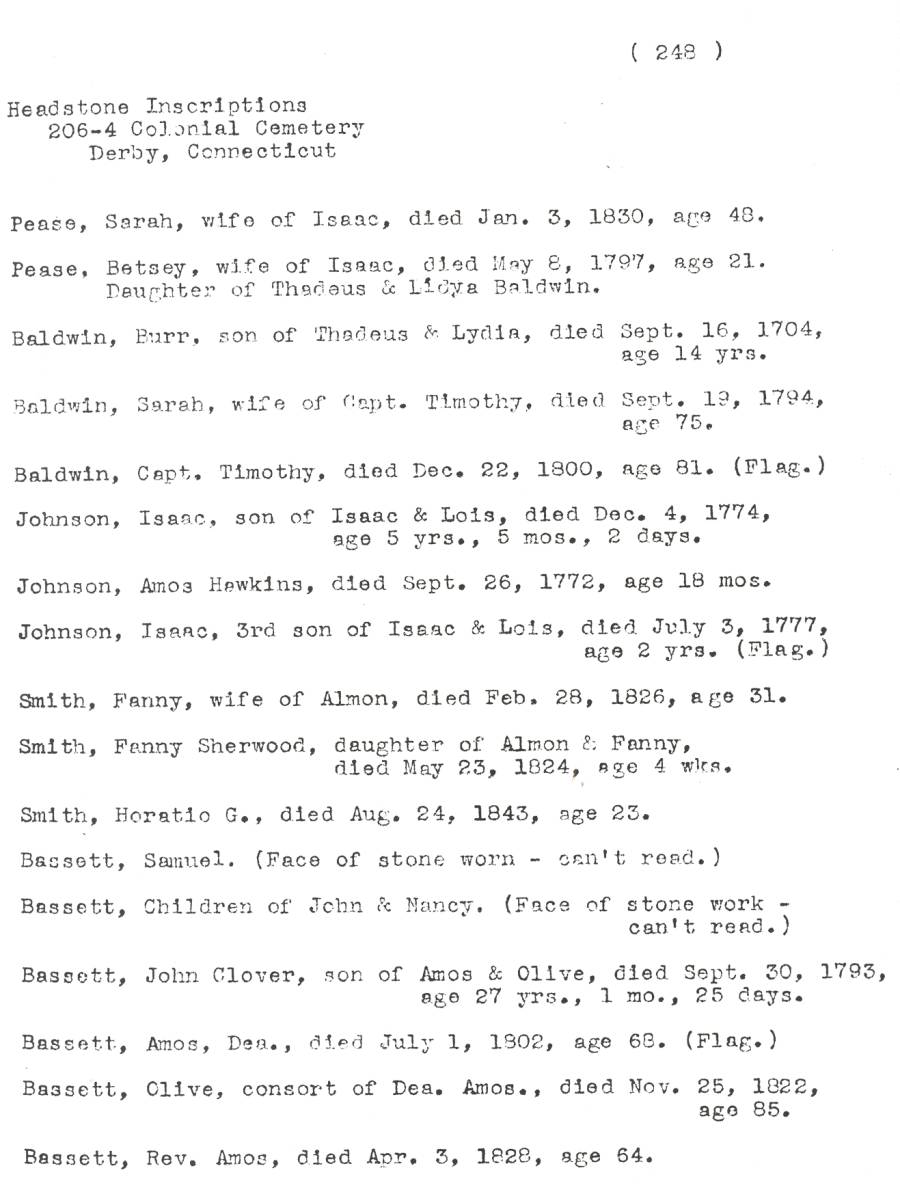 ( 248 )
Headstone Inscriptions
206-4 Colonial Cemetery
Derby, Connecticut
Pease, Sarah, wife of Isaac, died Jan. 3, 1830, age 48.
Pease, Betsey, wife of Isaac, died May 8, 1797, age 21.
Daughter of Thadeus & Lidya Baldwin.
Baldwin, Burr, son of Thadeus & Lydia, died Sept. 16, 1704,
age 14 yrs.
Baldwin, Sarah, wife of Capt. Timothy, died Sept. 19, 1794,
age 75.
Baldwin, Capt. Timothy, died Dec. 22, 1800, age 81. (Flag.)
Johnson, Isaac, son of Isaac & Lois, died Dec. 4, 1774,
age 5 yrs., 5 mos., 2 days.
Johnson, Amos Hawkins, died Sept. 26, 1772, age 18 mos.
Johnson, Isaac, 3rd son of Isaac & Lois, died July 3, 1777,
age 2 yrs. (Flag.)
Smith, Fanny, wife of Almon, died Feb. 28, 1826, age 31.
Smith, Fanny Sherwood, daughter of Almon & Fanny,
died May 23, 1824, age 4 wks.
Smith, Horatio G., died Aug. 24, 1843, age 23.
Bassett, Samuel. (Face of stone worn - can't read.)
Bassett, Children of John & Nancy. (Face of stone work -
can't read.)
Bassett, John Clover, son of Amos & Olive, died Sept. 30, 1793,
age 27 yrs., 1 mo., 25 days.
Bassett, Amos, Dea., died July 1, 1802, age 68. (Flag.)
Bassett, Olive, consort of Dea. Amos., died Nov. 25, 1822,
age 85.
Bassett, Rev. Amos, died Apr. 3, 1828, age 64.